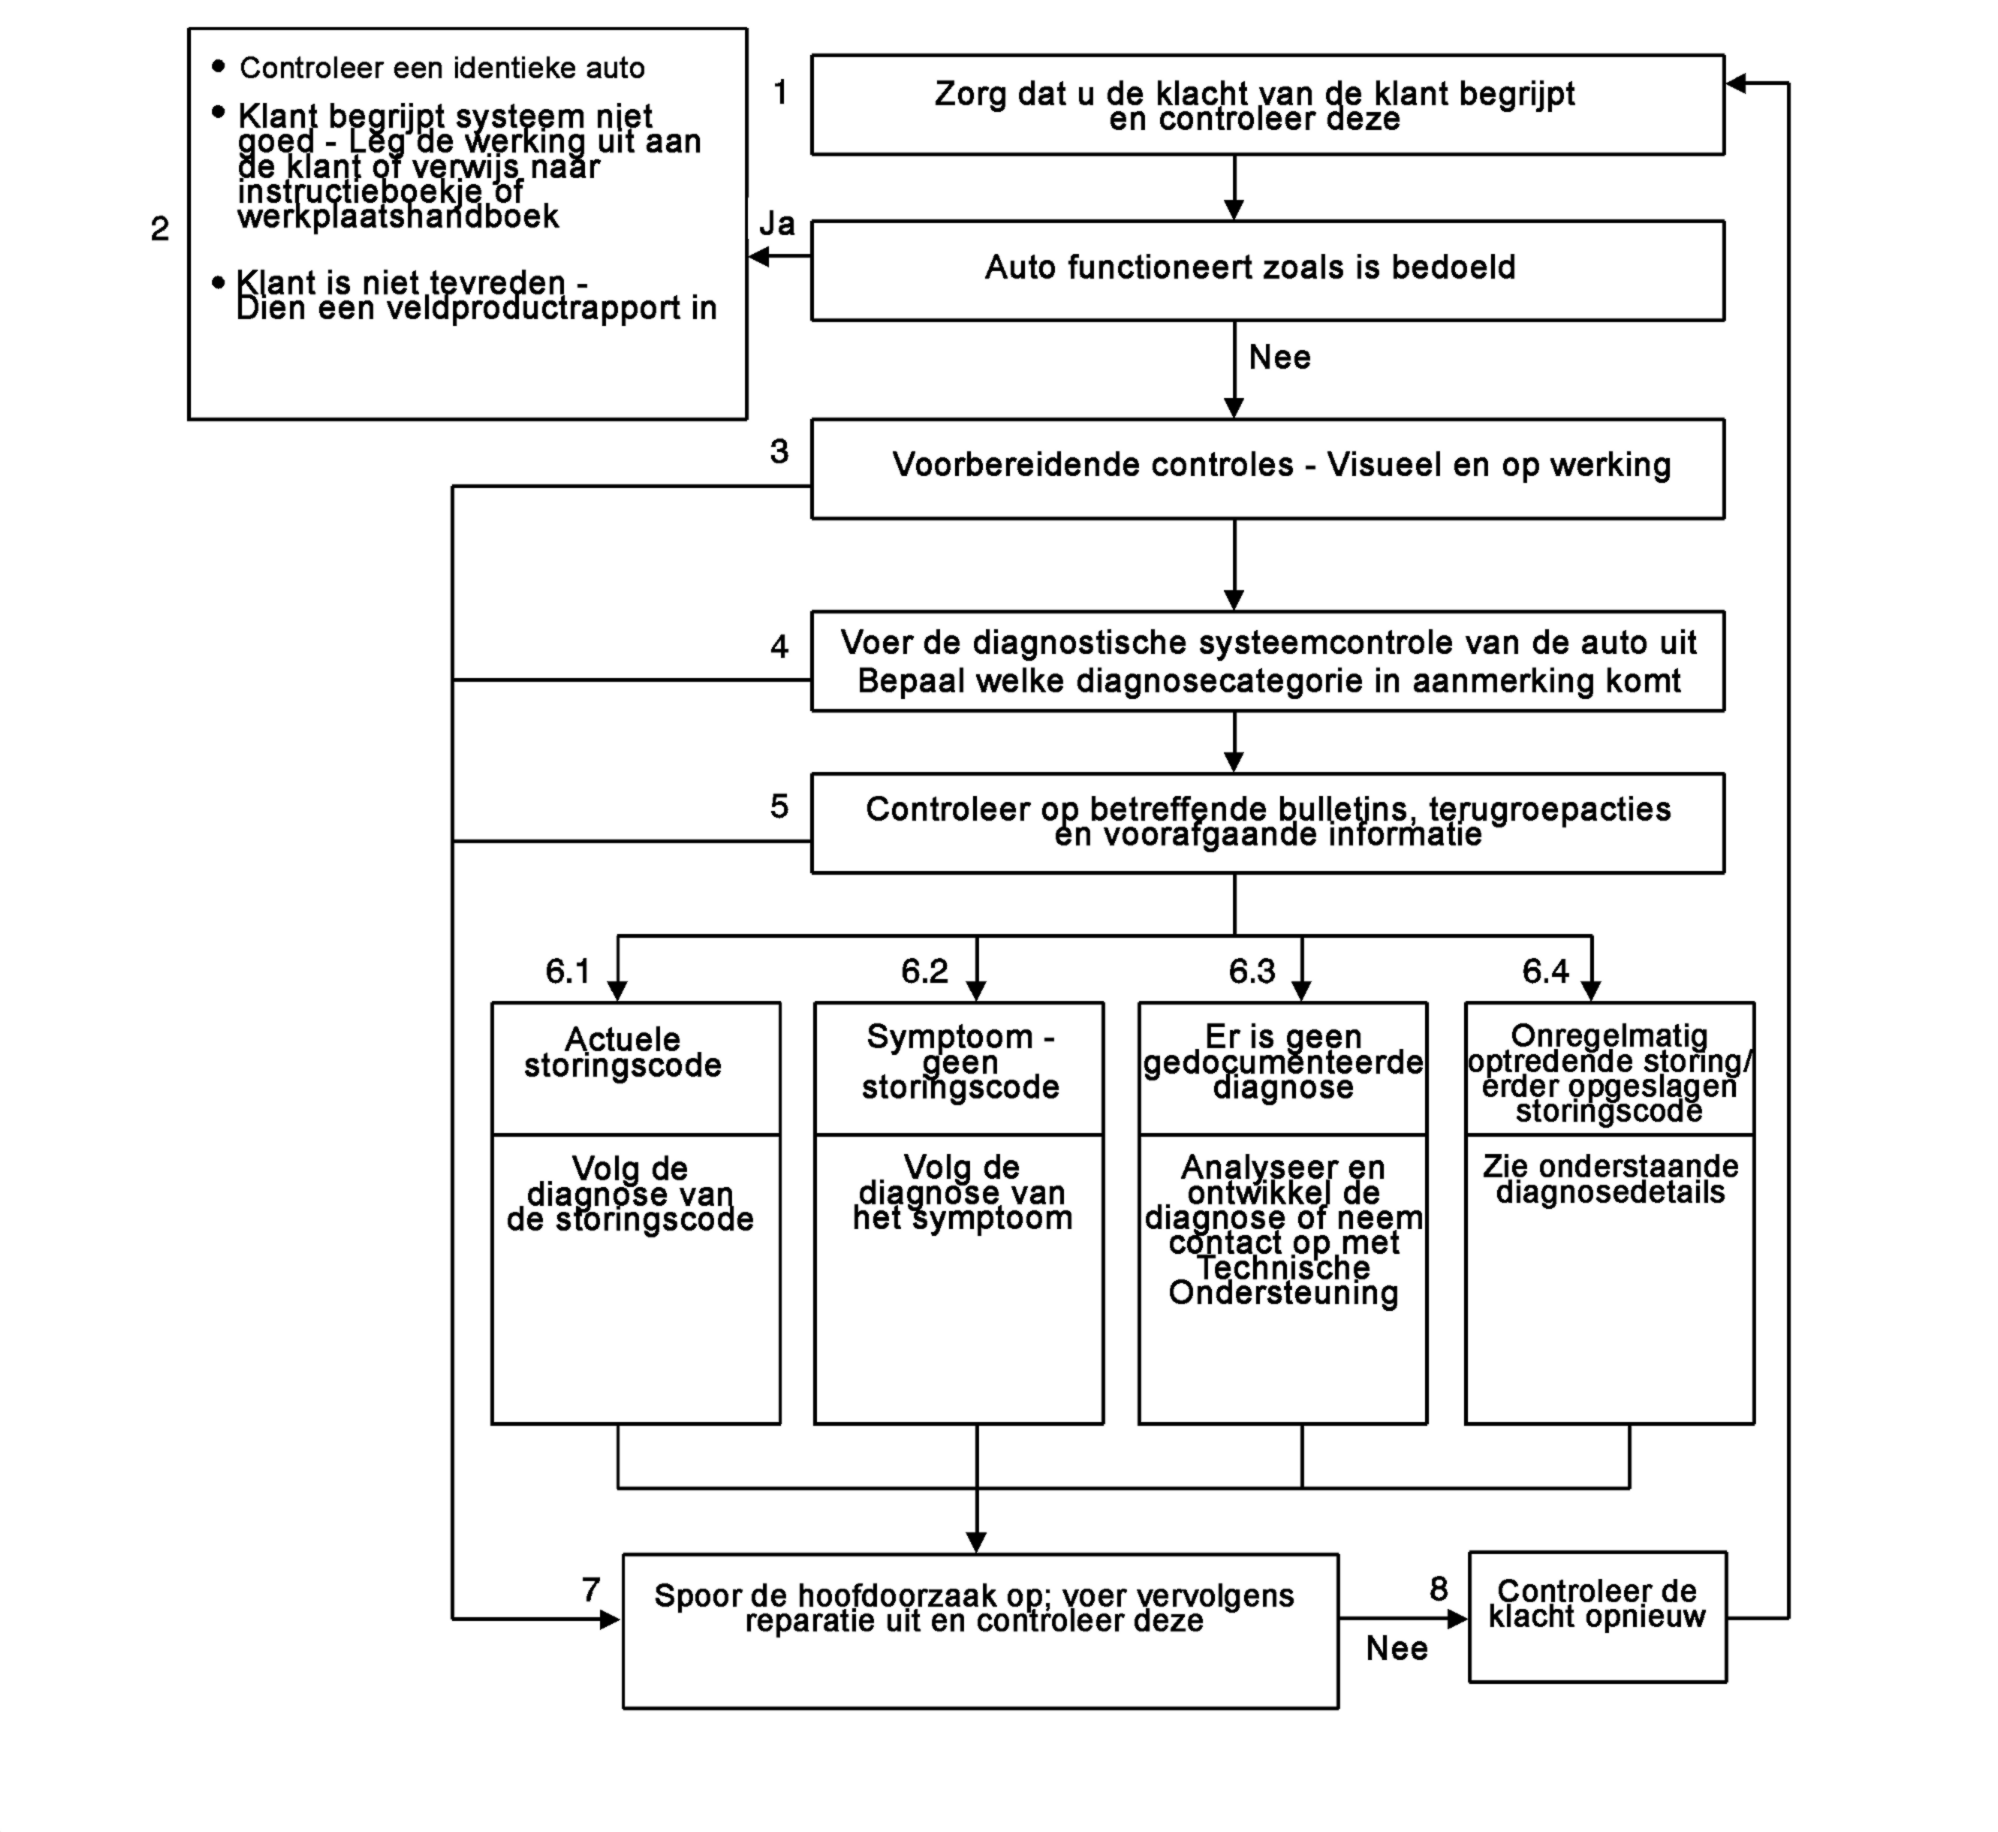 1
Zorg dat u de klacht van de klant begrijpt
en controleer deze
Auto functioneert zoals is bedoeld
Ja
2
• Controleer een identieke auto
• Klant begrijpt systeem niet
goed - Leg de werking uit aan
de klant of verwijs naar
instructieboekje of
werkplaatshandboek
• Klant is niet tevreden -
Dien een veldproductrapport in
Nee
3
Voorbereidende controles - Visueel en op werking
4
Voer de diagnostische systeemcontrole van de auto uit
Bepaal welke diagnosecategorie in aanmerking komt
5
Controleer op betreffende bulletins, terugroepacties
en voorafgaande informatie
6.1
Actuele
storingscode
Volg de
diagnose van
de storingscode
6.2
Symptoom -
geen
storingscode
Volg de
diagnose van
het symptoom
6.3
Er is geen
gedocumenteerde
diagnose
Analyseer en
ontwikkel de
diagnose of neem
contact op met
Technische
Ondersteuning
6.4
Onregelmatig
optredende storing/
erder opgeslagen
storingscode
Zie onderstaande
diagnosedetails
7
Spoor de hoofdoorzaak op; voer vervolgens
reparatie uit en controleer deze
Nee
8
Controleer de
klacht opnieuw